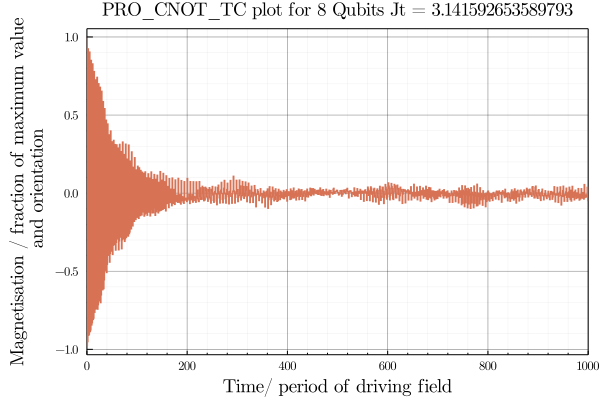 PRO_CNOT_TC plot for 8 Qubits Jt = 3.141592653589793
Magnetisation / fraction of maximum value
and orientation
1.0
0.5
0.0
−0.5
−1.0
0 200 400 600 800 1000
Time/ period of driving field